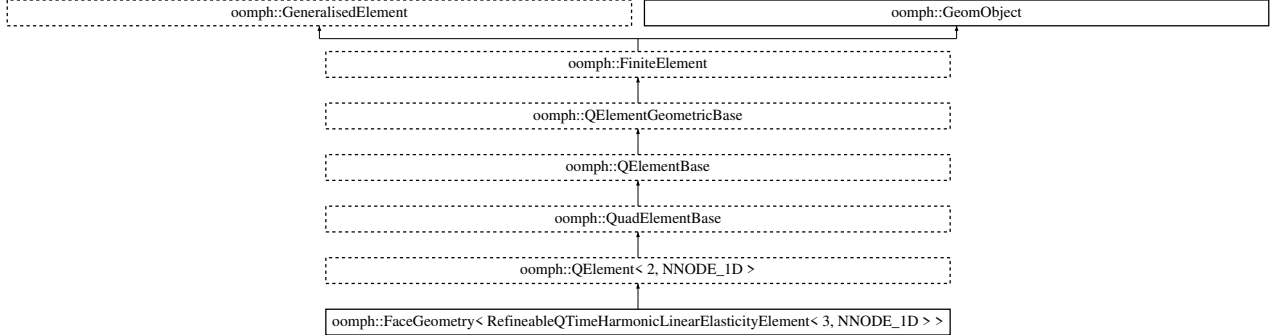 oomph::GeneralisedElement
oomph::GeomObject
oomph::FiniteElement
oomph::QElementGeometricBase
oomph::QElementBase
oomph::QuadElementBase
oomph::QElement< 2, NNODE_1D >
oomph::FaceGeometry< RefineableQTimeHarmonicLinearElasticityElement< 3, NNODE_1D > >